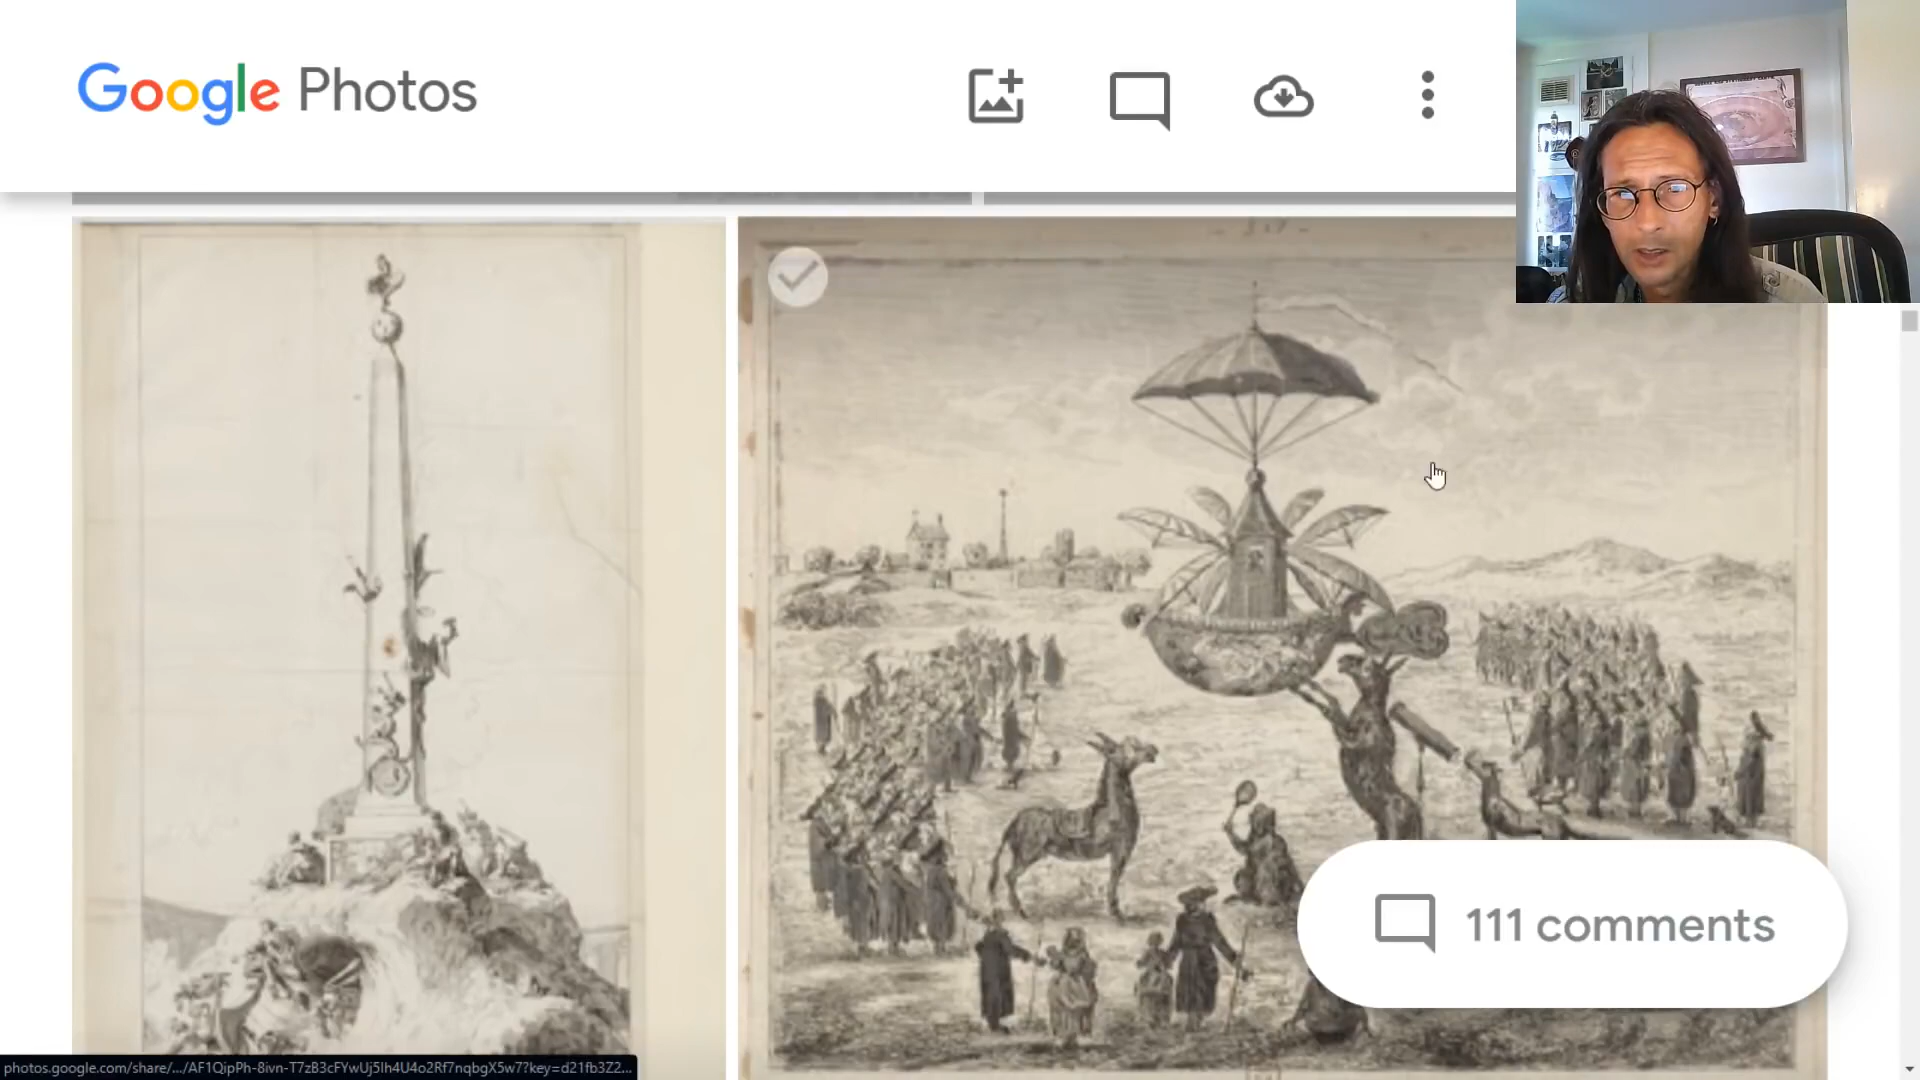 Google Photos
111 comments
photos.google.com/share/.../AF1QipPh-8ivn-T7zB3cFYwUj5lh4U4o2Rf7nqbgX5w7?key=d21fb3Z2...